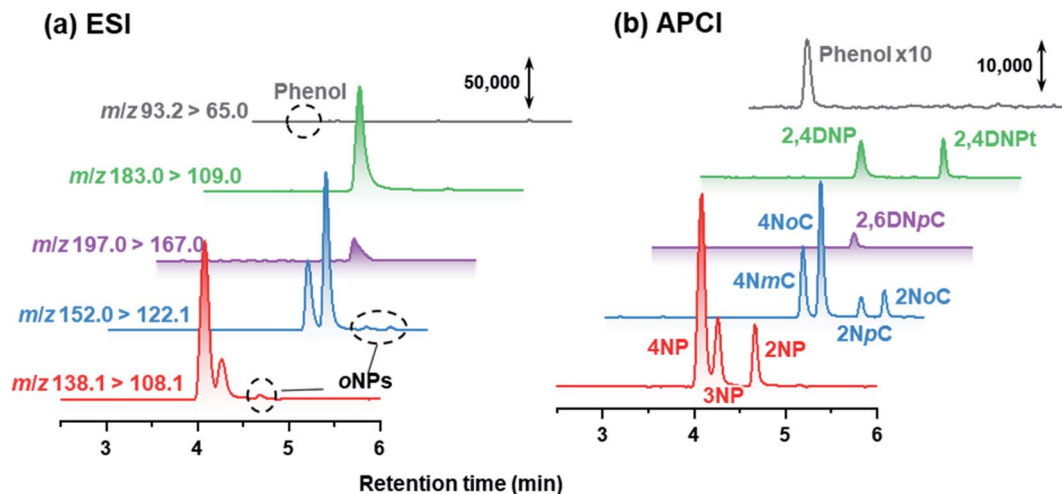 (a) ESI
Phenol
50,000
m/z 93.2 > 65.0
m/z 183.0 > 109.0
m/z 197.0 > 167.0
m/z 152.0 > 122.1
m/z 138.1 > 108.1
oNPs
3 4 5 6
(b) APCI
Phenol x10
10,000
2,4DNP 2,4DNPt
4NoC 2,6DNpC
4NmC 2NoC
2NpC
4NP 2NP
3NP
3 4 5 6
Retention time (min)